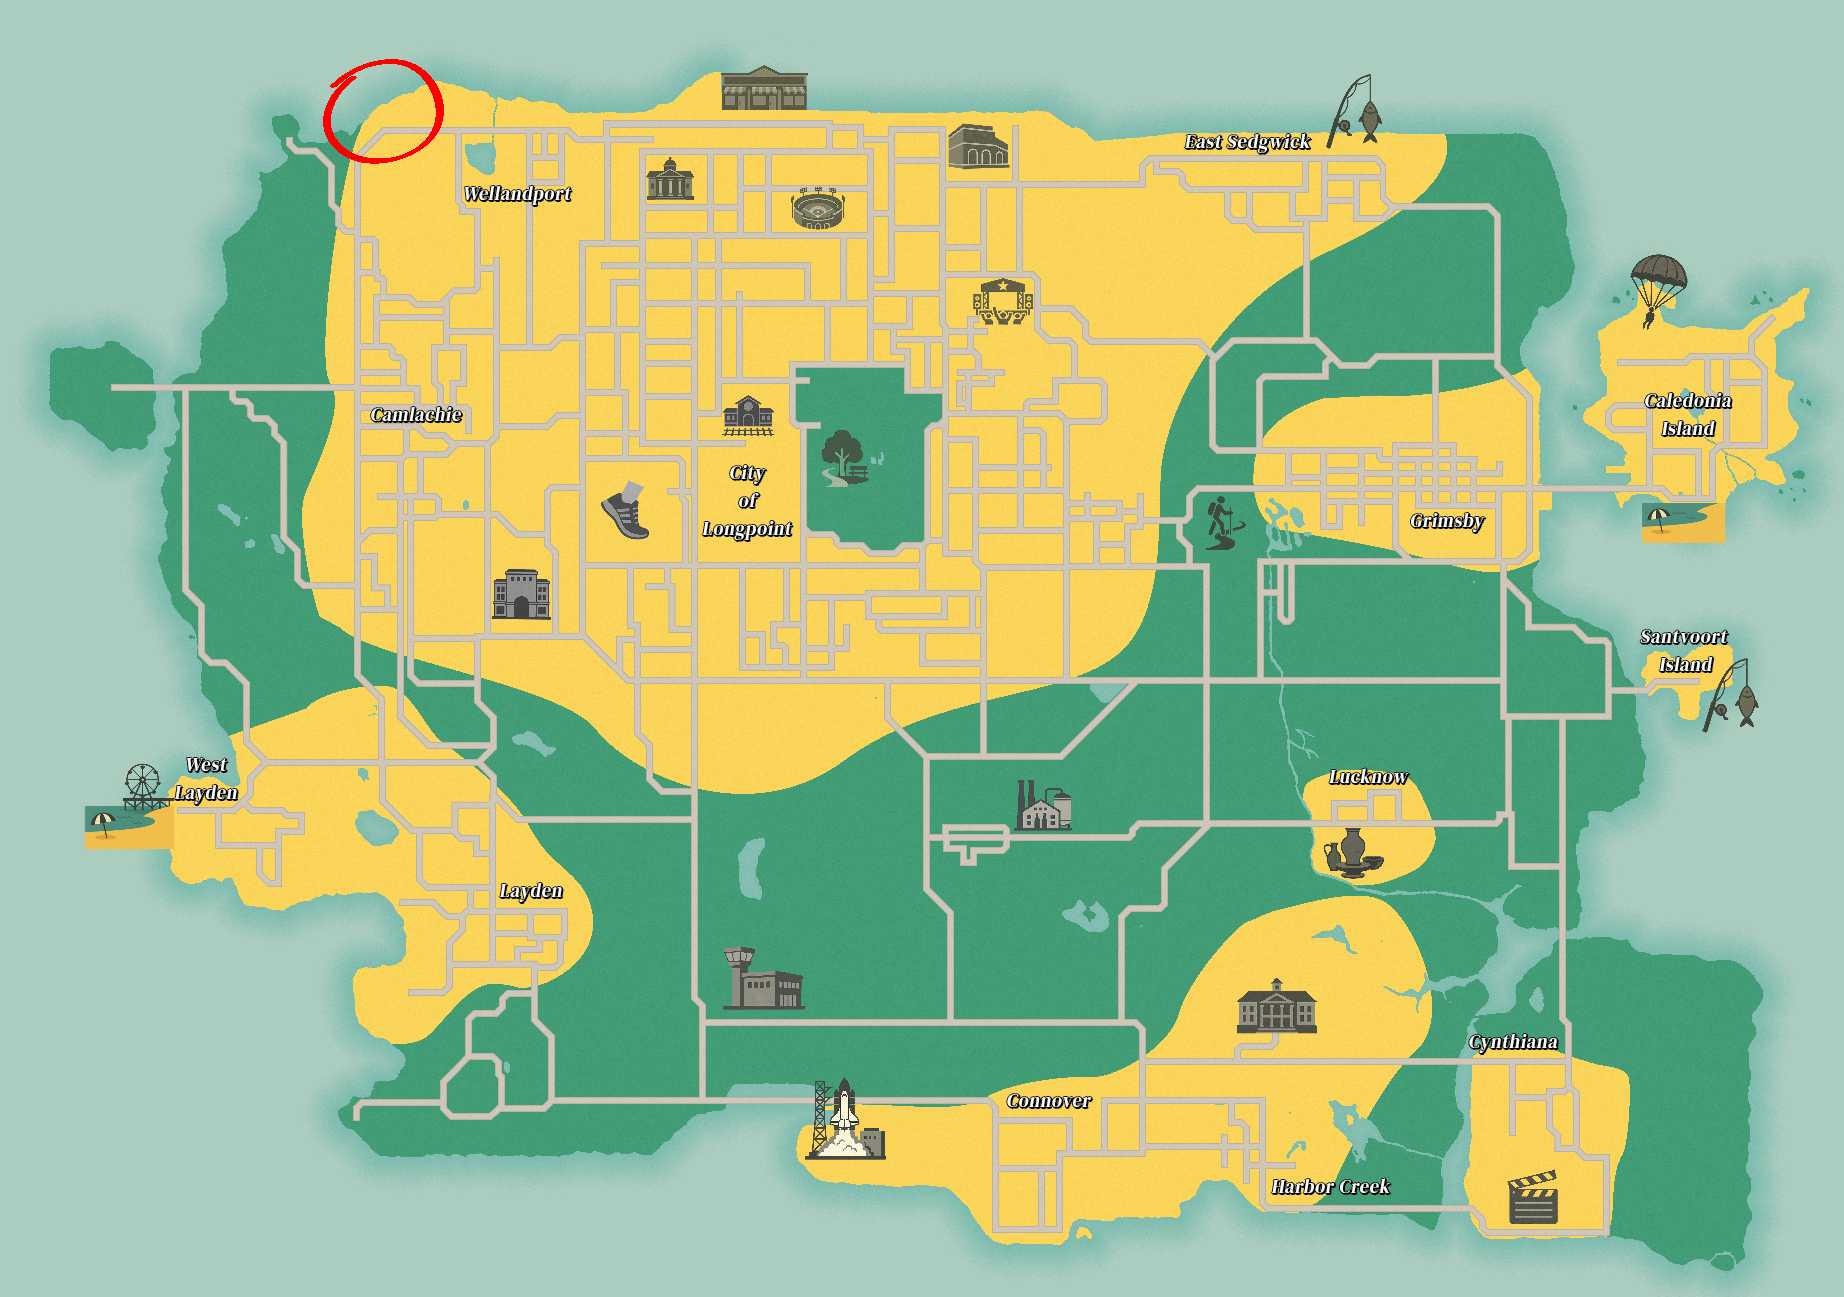 East Sedgwick
Wellandport
Caledonia
Island
Camlachie
City
of
Longpoint
Grimsby
Santvoort
Island
West
Layden
Lucknow
Layden
Cynthiana
Connover
Harbor Creek